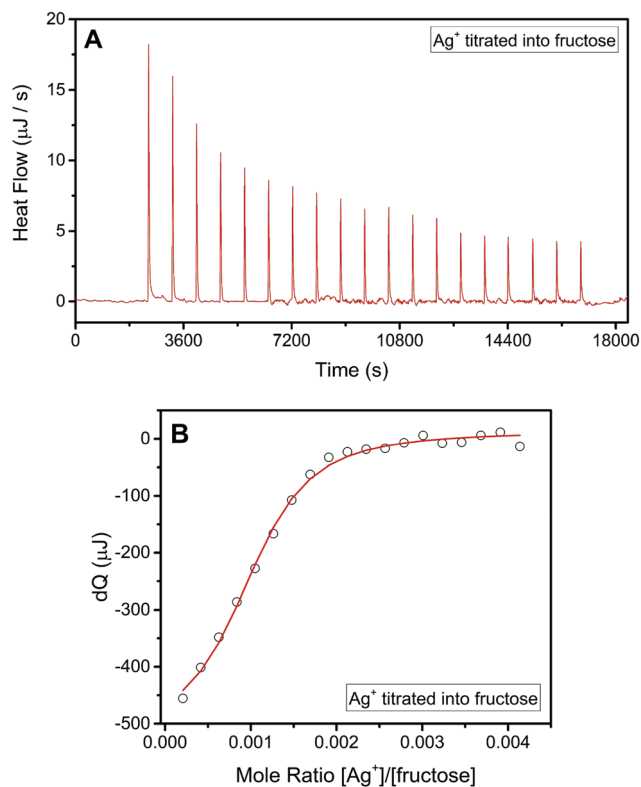 A
Ag⁺ titrated into fructose
Heat Flow (μJ / s)
20
15
10
5
0
0 3600 7200 10800 14400 18000
Time (s)
B
dQ (μJ)
0
-100
-200
-300
-400
-500
Ag⁺ titrated into fructose
0.000 0.001 0.002 0.003 0.004
Mole Ratio [Ag⁺]/[fructose]